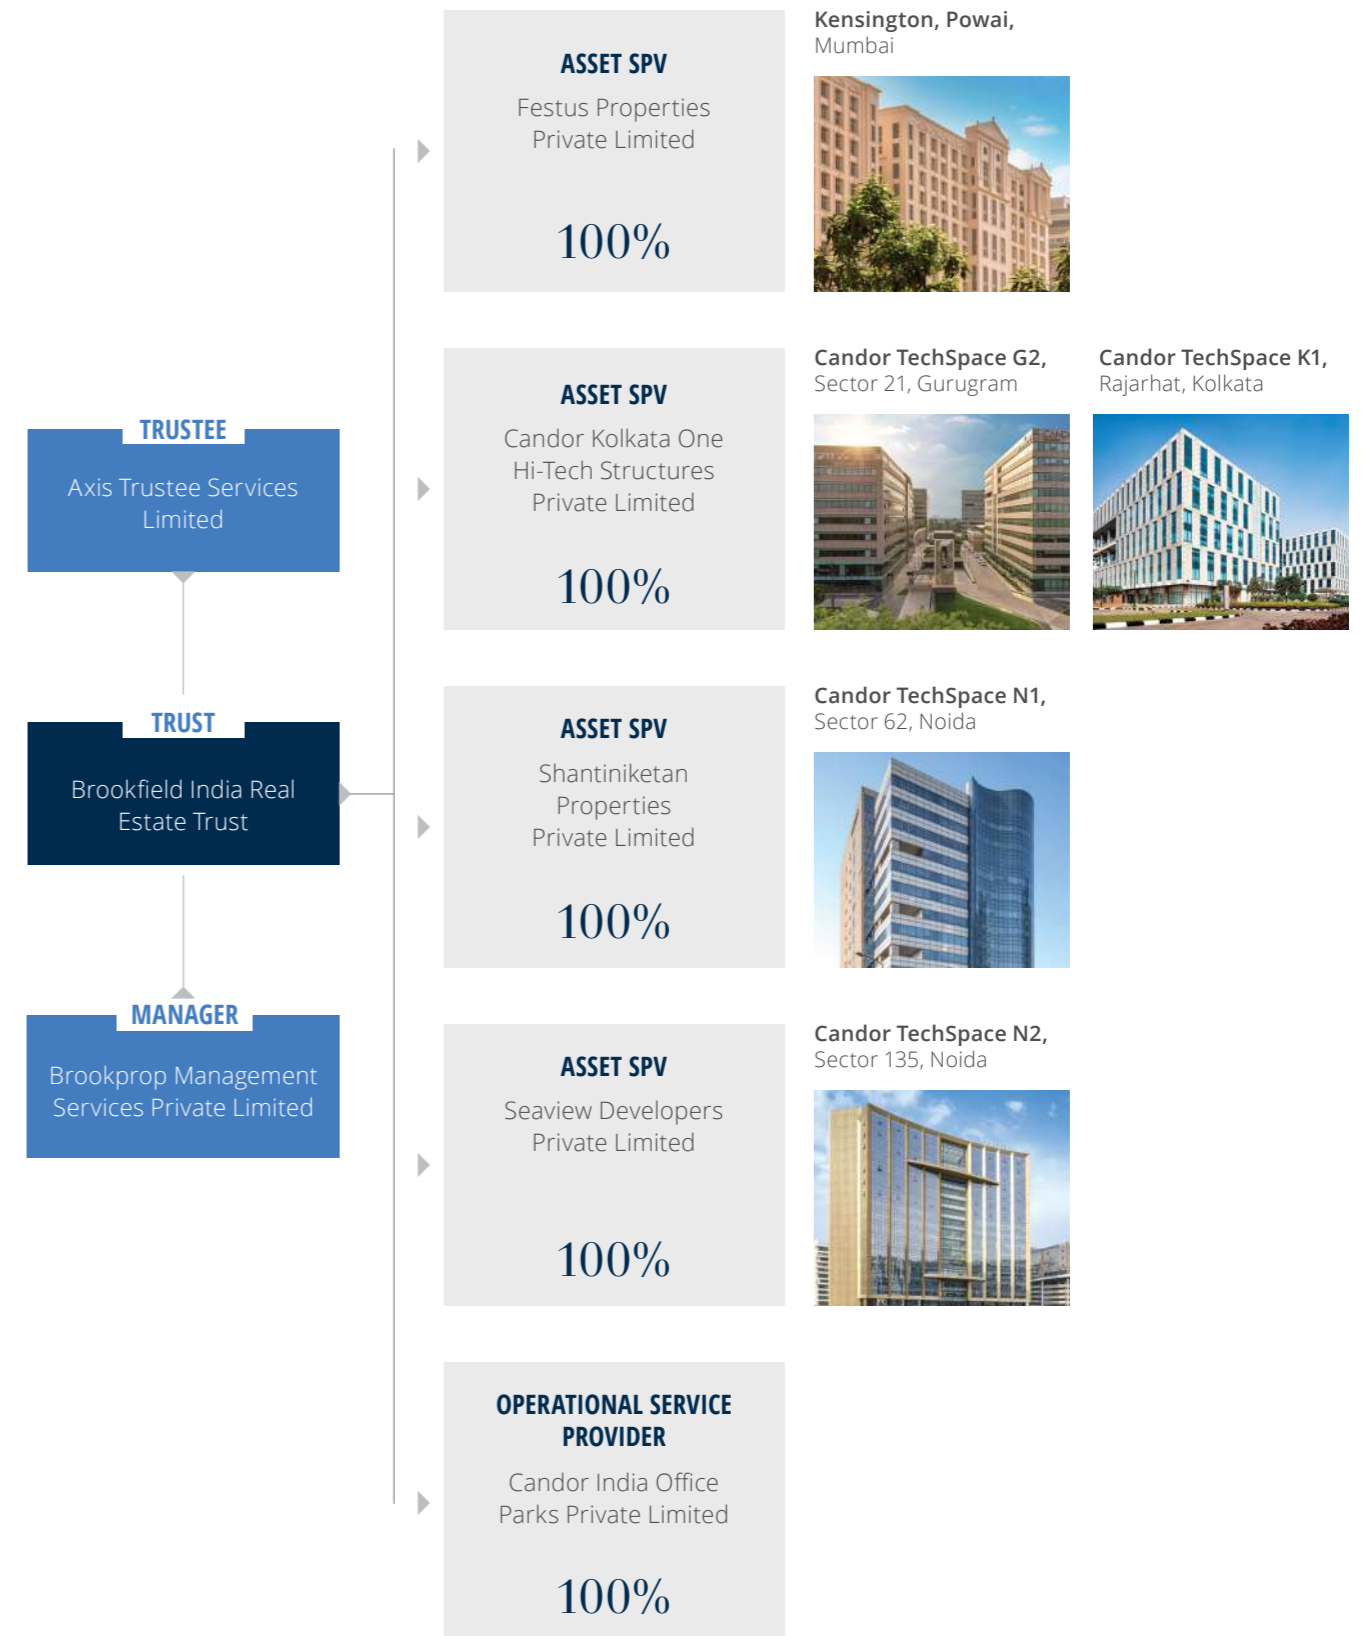 TRUSTEE
Axis Trustee Services
Limited
TRUST
Brookfield India Real
Estate Trust
MANAGER
Brookprop Management
Services Private Limited
ASSET SPV
Festus Properties
Private Limited
100%
Kensington, Powai,
Mumbai
ASSET SPV
Candor Kolkata One
Hi-Tech Structures
Private Limited
100%
Candor TechSpace G2,
Sector 21, Gurugram
Candor TechSpace K1,
Rajarhat, Kolkata
ASSET SPV
Shantiniketan
Properties
Private Limited
100%
Candor TechSpace N1,
Sector 62, Noida
ASSET SPV
Seaview Developers
Private Limited
100%
Candor TechSpace N2,
Sector 135, Noida
OPERATIONAL SERVICE
PROVIDER
Candor India Office
Parks Private Limited
100%